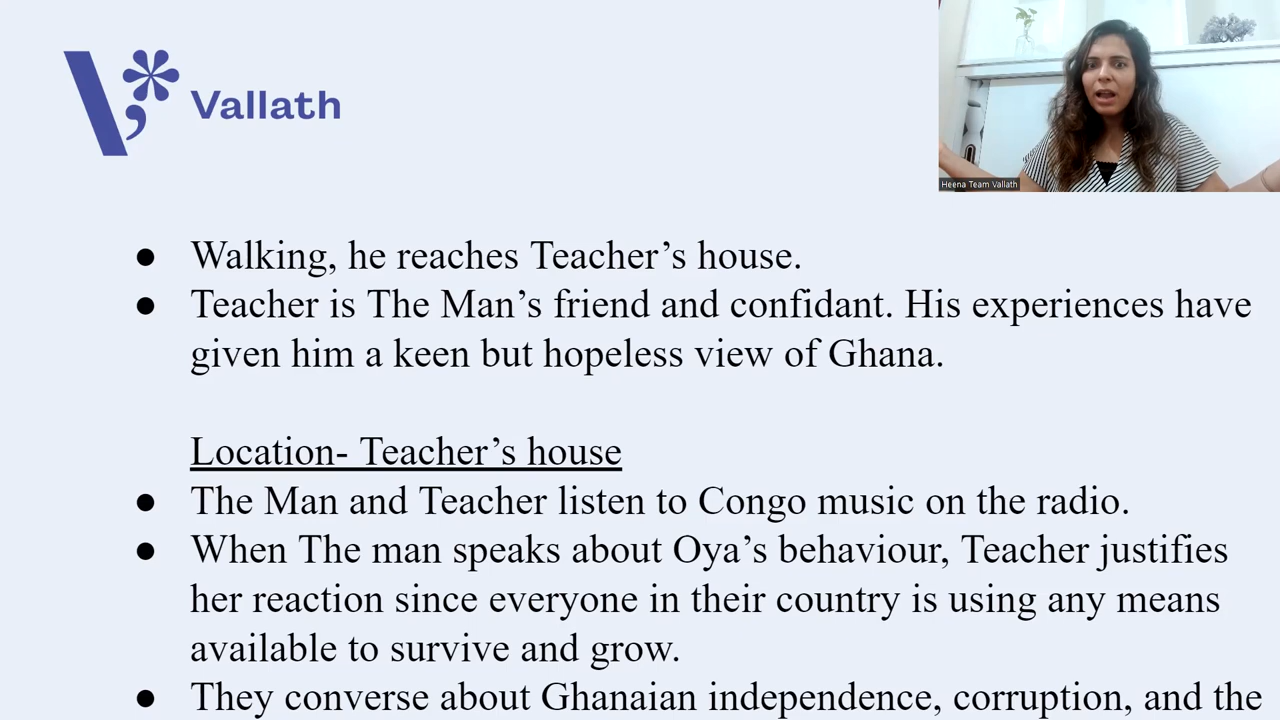 Vallath
Heena Team Vallath
● Walking, he reaches Teacher’s house.
● Teacher is The Man’s friend and confidant. His experiences have
given him a keen but hopeless view of Ghana.
Location- Teacher’s house
● The Man and Teacher listen to Congo music on the radio.
● When The man speaks about Oya’s behaviour, Teacher justifies
her reaction since everyone in their country is using any means
available to survive and grow.
● They converse about Ghanaian independence, corruption, and the